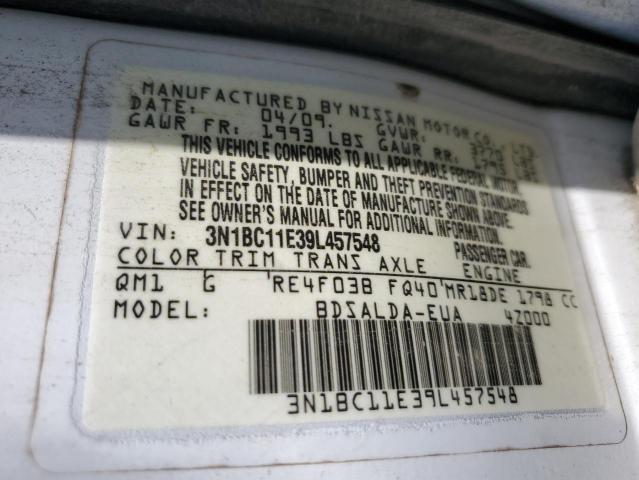 MANUFACTURED BY NISSAN MOTOR CO. LTD.
DATE: 04/09. GVWR:
GAWR FR: 1993 LBS GAWR RR:
THIS VEHICLE CONFORMS TO ALL APPLICABLE FEDERAL MOTOR
VEHICLE SAFETY, BUMPER AND THEFT PREVENTION STANDARDS
IN EFFECT ON THE DATE OF MANUFACTURE SHOWN ABOVE.
SEE OWNER'S MANUAL FOR ADDITIONAL INFORMATION.
VIN: 3N1BC11E39L457548 PASSENGER CAR.
COLOR TRIM TRANS AXLE ENGINE
QM1 G RE4F03B FQ40 MR18DE 1798 CC
MODEL: BDSALDA-EUA 4Z000
3N1BC11E39L457548